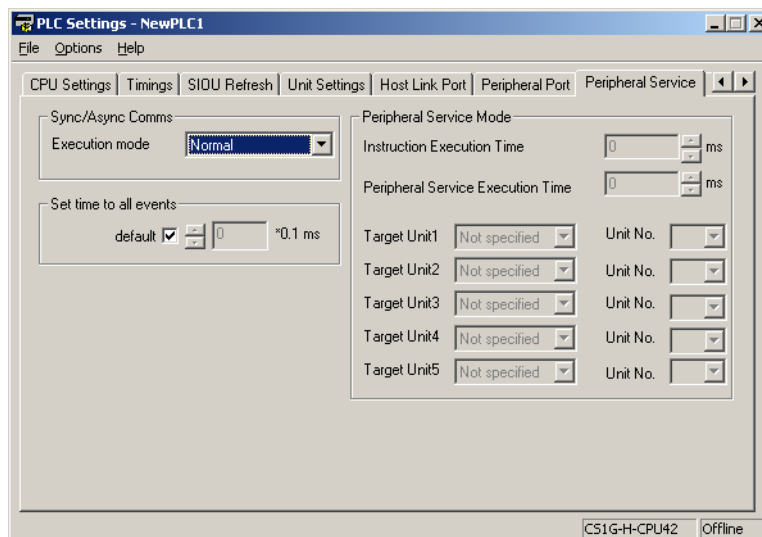 PLC Settings - NewPLC1
File Options Help
CPU Settings Timings SIOU Refresh Unit Settings Host Link Port Peripheral Port Peripheral Service
Sync/Async Comms
Execution mode Normal
Set time to all events
default 0 *0.1 ms
Peripheral Service Mode
Instruction Execution Time 0 ms
Peripheral Service Execution Time 0 ms
Target Unit1 Not specified Unit No.
Target Unit2 Not specified Unit No.
Target Unit3 Not specified Unit No.
Target Unit4 Not specified Unit No.
Target Unit5 Not specified Unit No.
CS1G-H-CPU42 Offline